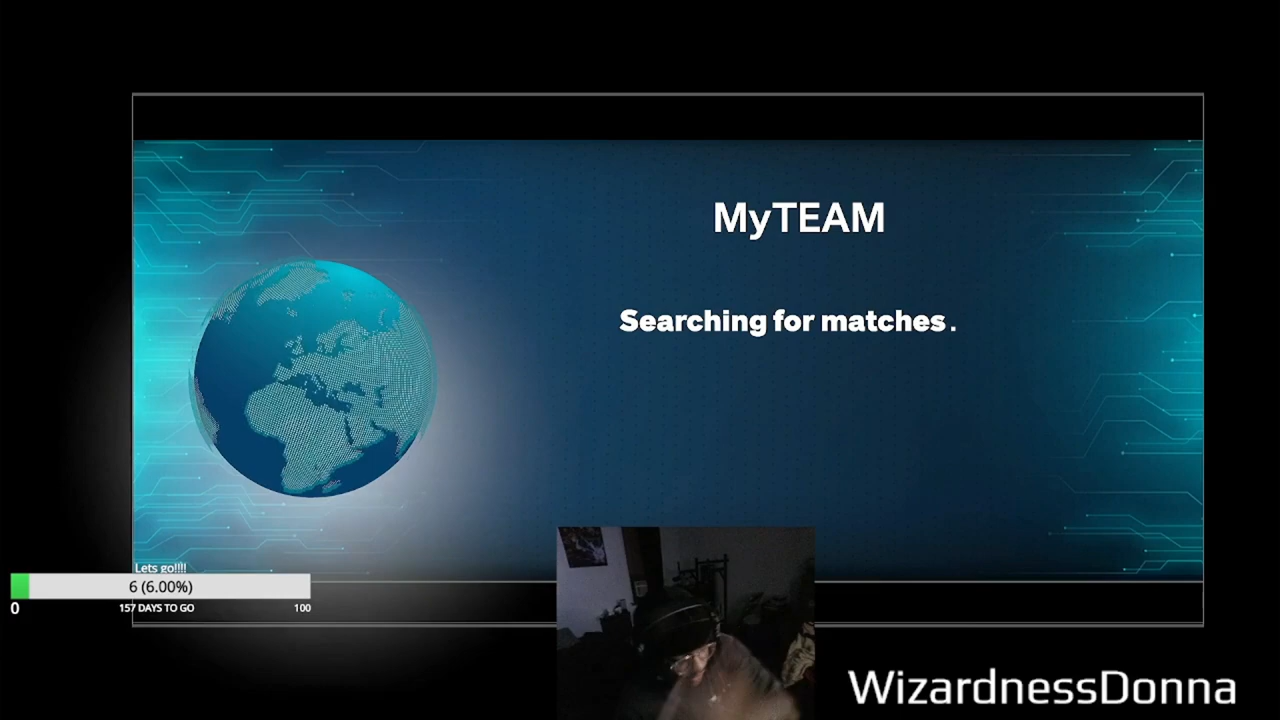 MyTEAM
Searching for matches .
Lets go!!!!
6 (6.00%)
0
157 DAYS TO GO
100
WizardnessDonna